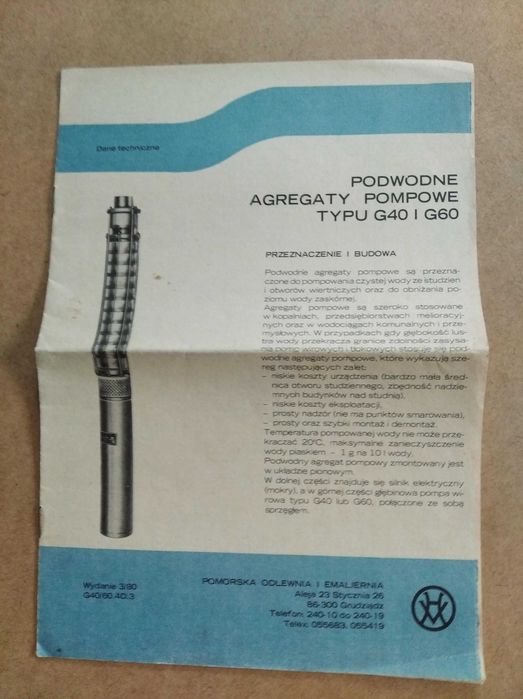 Dane techniczne
PODWODNE
AGREGATY POMPOWE
TYPU G40 I G60
PRZEZNACZENIE I BUDOWA
Podwodne agregaty pompowe są przezna-
czone do pompowania czystej wody ze studzien
i otworów wiertniczych oraz do obniżania po-
ziomu wody zaskórnej.
Agregaty pompowe są szeroko stosowane
w kopalniach, przedsiębiorstwach melioracyj-
nych oraz w wodociągach komunalnych i prze-
mysłowych. W przypadkach gdy głębokość lus-
tra wody przekracza granice zdolności zasysa-
nia pomp wirowych i tłokowych stosuje się pod-
wodne agregaty pompowe, które wykazują sze-
reg następujących zalet:
– niskie koszty urządzenia (bardzo mała śred-
nica otworu studziennego, zbędność nadziem-
nych budynków nad studnią),
– niskie koszty eksploatacji,
– prosty nadzór (nie ma punktów smarowania),
– prosty oraz szybki montaż i demontaż.
Temperatura pompowanej wody nie może prze-
kraczać 20°C, maksymalne zanieczyszczenie
wody piaskiem – 1 g na 10 l wody.
Podwodny agregat pompowy zmontowany jest
w układzie pionowym.
W dolnej części znajduje się silnik elektryczny
(mokry), a w górnej części głębinowa pompa wi-
rowa typu G40 lub G60, połączone ze sobą
sprzęgłem.
Wydanie 3/80
G40/60.4D.3
POMORSKA ODLEWNIA I EMALIERNIA
Aleja 23 Stycznia 26
86-300 Grudziądz
Telefon: 240-10 do 240-19
Telex: 055683, 055419